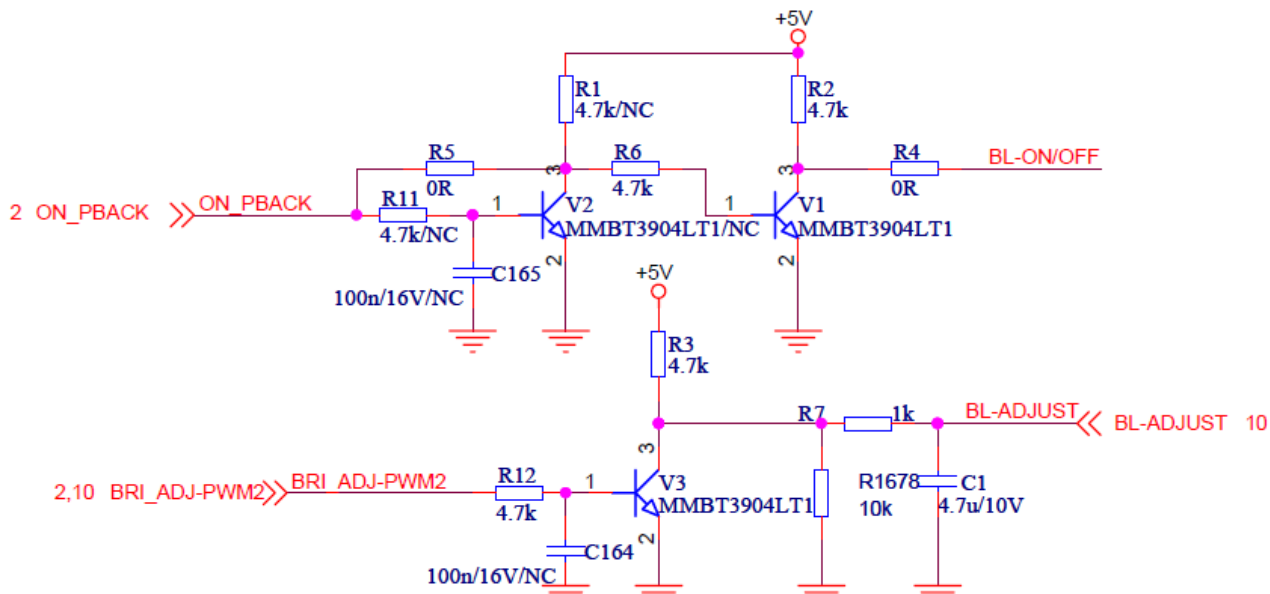 +5V
R1
4.7k/NC
R2
4.7k
R5
0R
3
R6
4.7k
3
R4
0R
BL-ON/OFF
2 ON_PBACK
ON_PBACK
R11
4.7k/NC
1
V2
MMBT3904LT1/NC
2
1
V1
MMBT3904LT1
2
C165
100n/16V/NC
+5V
R3
4.7k
R7
1k
BL-ADJUST
BL-ADJUST 10
3
2,10 BRI_ADJ-PWM2
BRI_ADJ-PWM2
R12
4.7k
1
V3
MMBT3904LT1
2
R1678
10k
C1
4.7u/10V
C164
100n/16V/NC